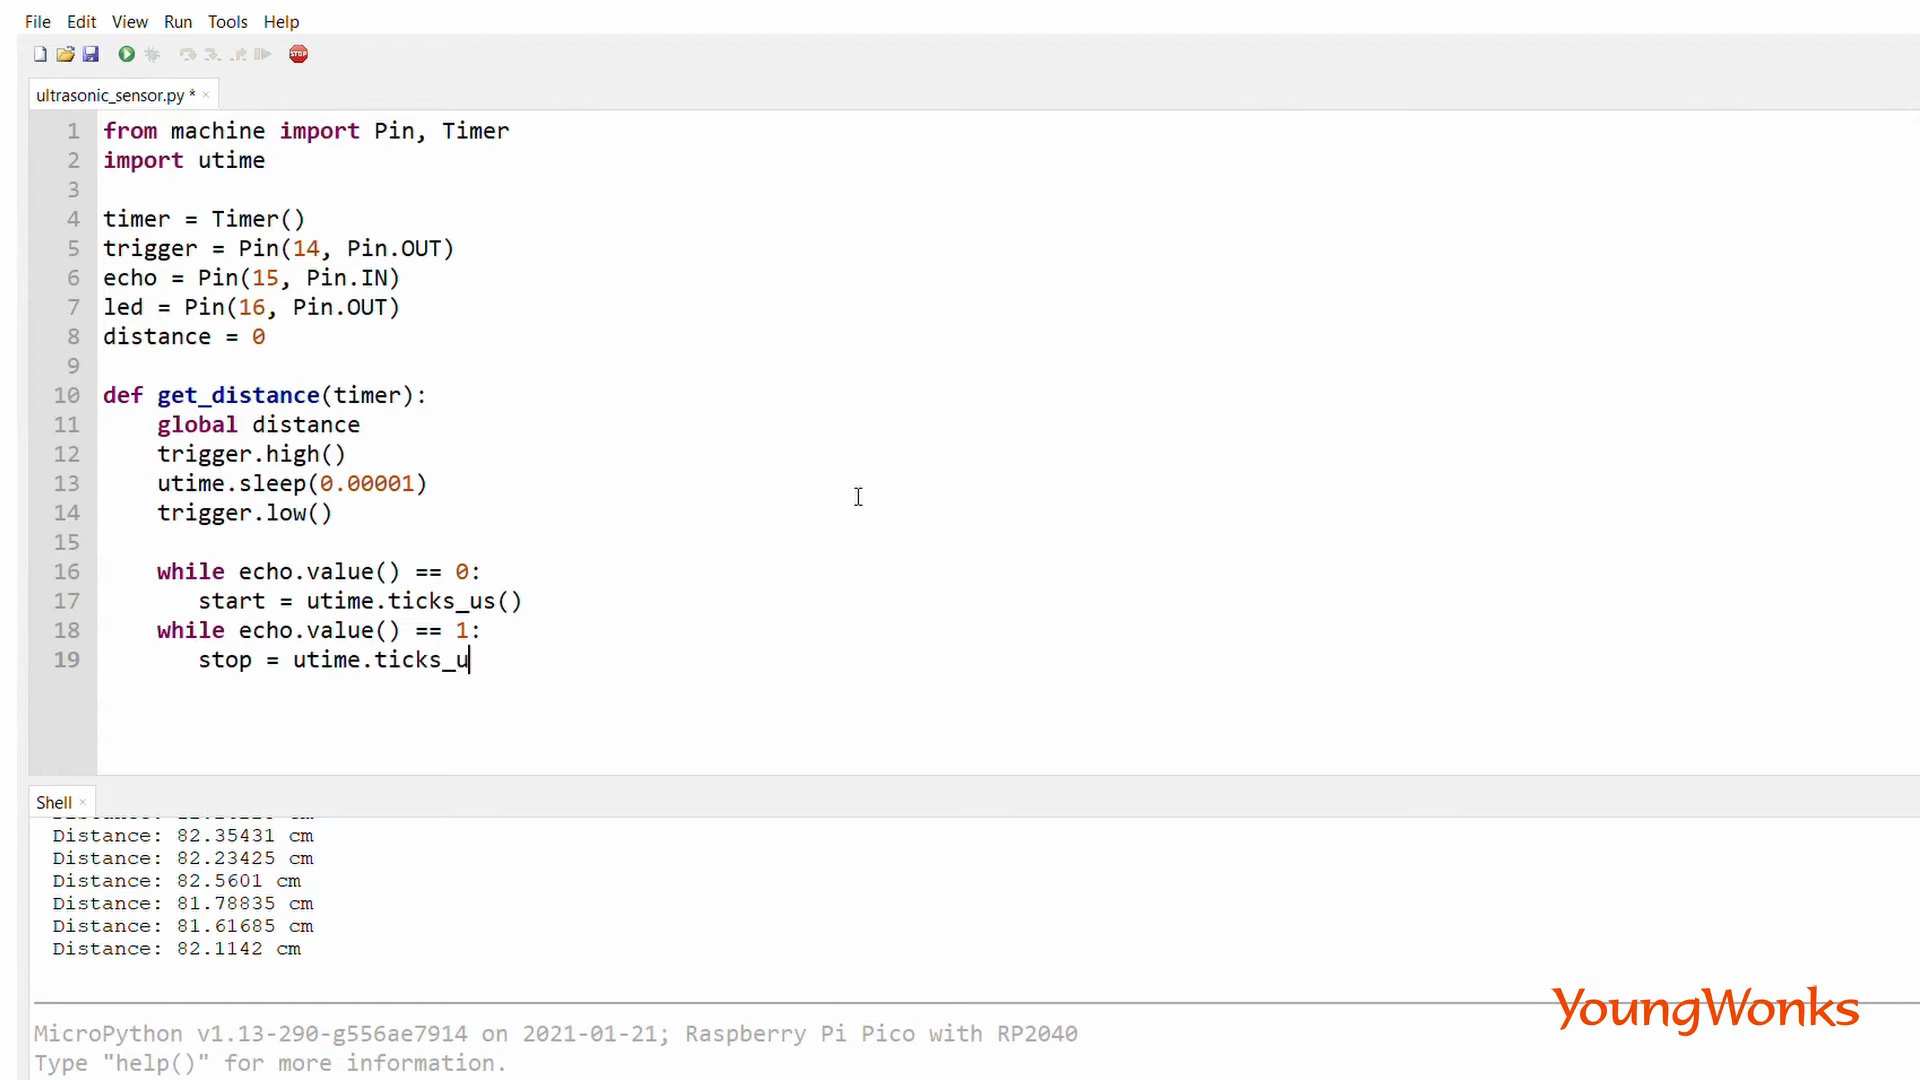 File Edit View Run Tools Help
STOP
ultrasonic_sensor.py * ×
1 from machine import Pin, Timer
2 import utime
3
4 timer = Timer()
5 trigger = Pin(14, Pin.OUT)
6 echo = Pin(15, Pin.IN)
7 led = Pin(16, Pin.OUT)
8 distance = 0
9
10 def get_distance(timer):
11     global distance
12     trigger.high()
13     utime.sleep(0.00001)
14     trigger.low()
15
16     while echo.value() == 0:
17        start = utime.ticks_us()
18     while echo.value() == 1:
19        stop = utime.ticks_u
Shell ×
Distance: 82.35431 cm
Distance: 82.23425 cm
Distance: 82.5601 cm
Distance: 81.78835 cm
Distance: 81.61685 cm
Distance: 82.1142 cm
YoungWonks
MicroPython v1.13-290-g556ae7914 on 2021-01-21; Raspberry Pi Pico with RP2040
Type "help()" for more information.